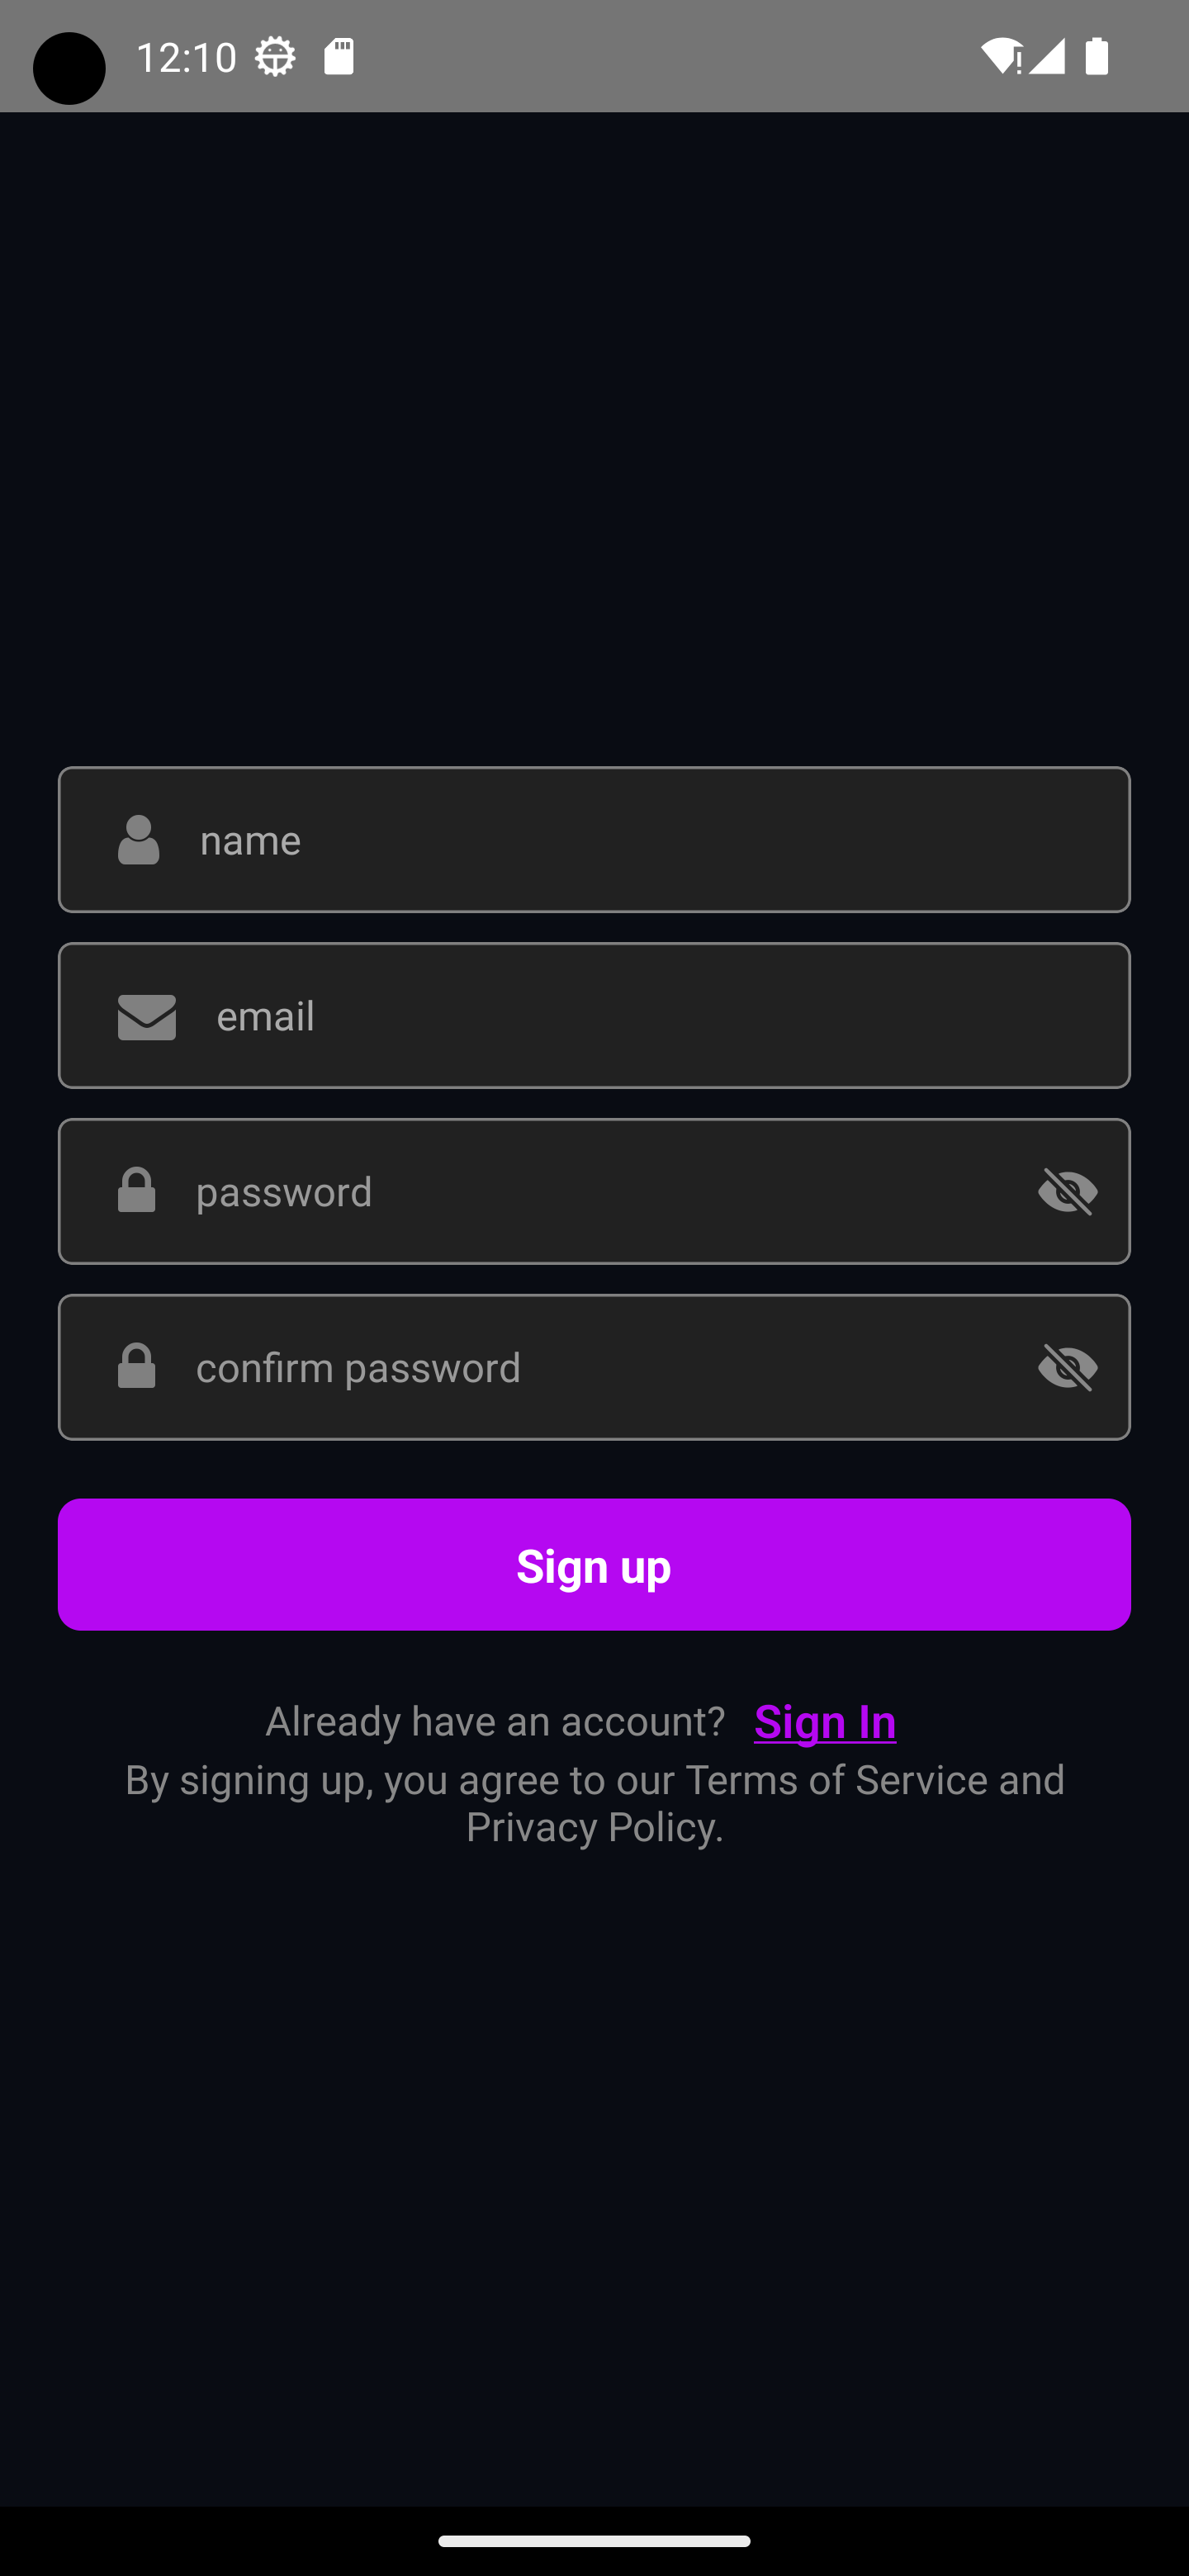 12:10
name
email
password
confirm password
Sign up
Already have an account? Sign In
By signing up, you agree to our Terms of Service and
Privacy Policy.